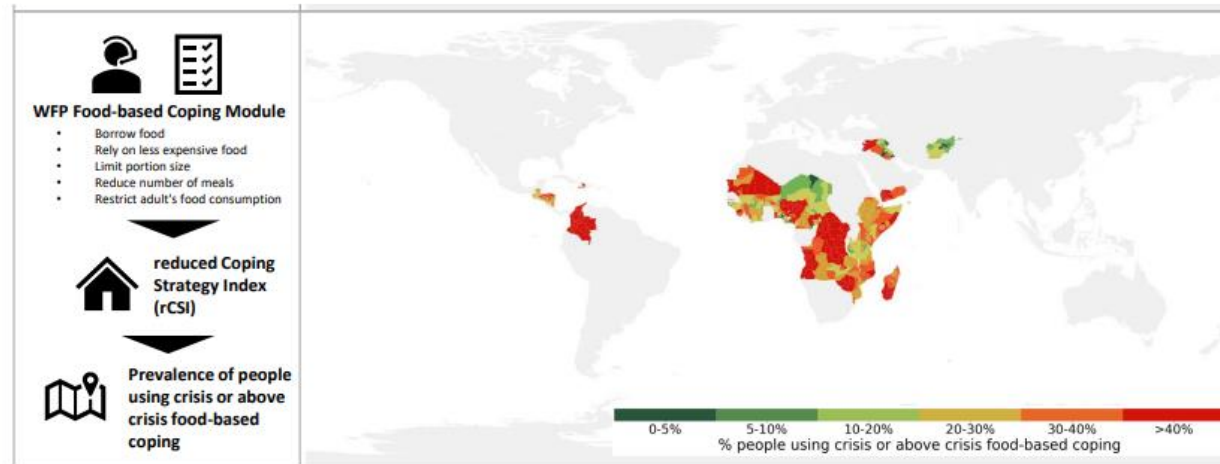 WFP Food-based Coping Module
• Borrow food
• Rely on less expensive food
• Limit portion size
• Reduce number of meals
• Restrict adult's food consumption
reduced Coping
Strategy Index
(rCSI)
Prevalence of people
using crisis or above
crisis food-based
coping
0-5% 5-10% 10-20% 20-30% 30-40% >40%
% people using crisis or above crisis food-based coping